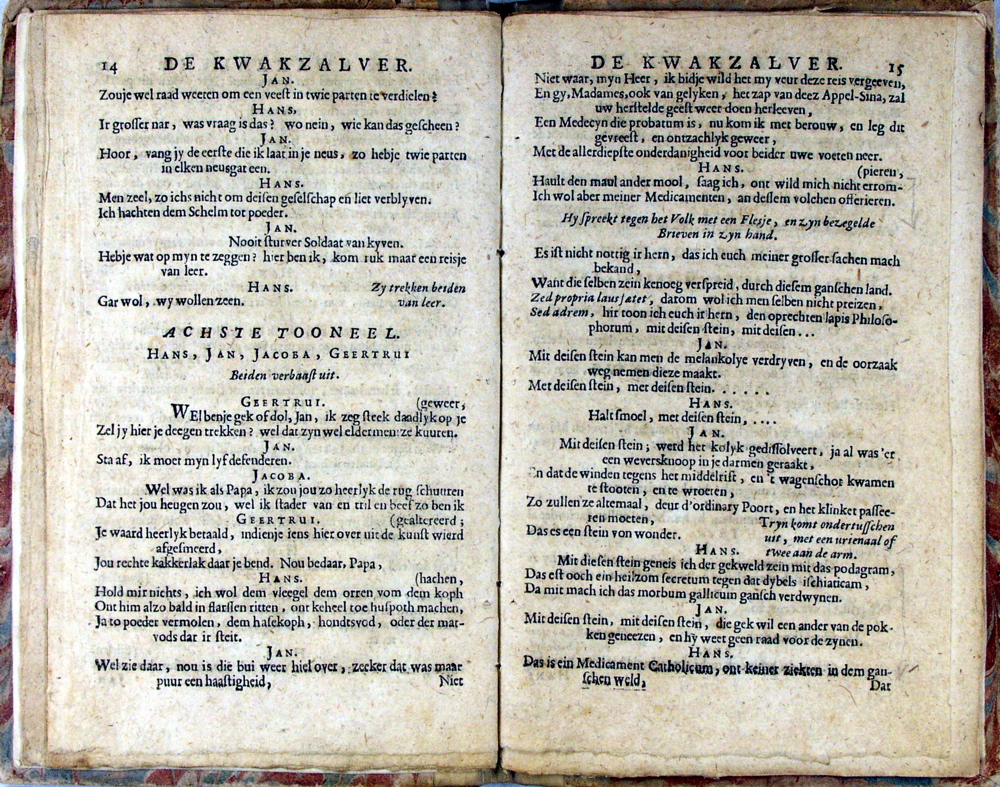 14 DE KWAKZALVER.
JAN.
Zouje wel raad weeten om een veest in twie parten te verdielen?
HANS,
Ir grosser nar, was vraag is das? wo nein, wie kan das gescheen?
JAN.
Hoor, vang jy de eerste die ik laat in je neus, zo hebje twie parten
in elken neusgat een.
HANS.
Men zeel, zo ichs nicht om deisen geselschap en liet verblyven.
Ich hachten dem Schelm tot poeder.
JAN.
Nooit sturver Soldaat van kyven.
Hebje wat op myn te zeggen? hier ben ik, kom ruk maar een reisje
van leer.
HANS. Zy trekken beiden
Gar wol, wy wollen zeen. van leer.
ACHSTE TOONEEL.
HANS, JAN, JACOBA, GEERTRUI
Beiden verbaast uit.
GEERTRUI. (geweer,
WEl benje gek of dol, Jan, ik zeg steek daadlyk op je
Zel jy hier je deegen trekken? wel dat zyn wel eldermentze kuuren.
JAN.
Sta af, ik moet myn lyf defenderen.
JACOBA.
Wel was ik als Papa, ik zou jou zo heerlyk de rug schuuren
Dat het jou heugen zou, wel ik stader van en tril en beef zo ben ik
GEERTRUI. (gealtereerd;
Je waard heerlyk betaald, indienje iens hier over uit de kunst wierd
afgesmeerd,
Jou rechte kakkerlak daar je bend. Nou bedaar, Papa,
HANS. (hachen,
Hold mir nichts, ich wol dem vleegel dem orren vom dem koph
Ont him alzo bald in flarssen ritten, ont keheel toe huspoth machen,
Ja to poeder vermolen, dem hasekoph, hondtsvod, oder der mar-
vods dar ir steit.
JAN.
Wel zie daar, nou is die bui weer hiel over, zeeker dat was maar
puur een haastigheid, Niet
DE KWAKZALVER. 15
Niet waar, myn Heer, ik bidje wild het my veur deze reis vergeeven,
En gy, Madames, ook van gelyken, het zap van deez Appel-Sina, zal
uw herstelde geest weer doen herleeven,
Een Medecyn die probatum is, nu kom ik met berouw, en leg dit
gevreest, en ontzachlyk geweer,
Met de allerdiepste onderdanigheid voor beider uwe voeten neer.
HANS. (pieren,
Hault den maul ander mool, saag ich, ont wild mich nicht errom-
Ich wol aber meiner Medicamenten, an dessem volchen offerieren.
Hy spreekt tegen het Volk met een Flesje, en zyn bezegelde
Brieven in zyn hand.
Es ist nicht nottig ir hern, das ich euch meiner grosser sachen mach
bekand,
Want die selben zein kenoeg verspreid, durch diesem ganschen land.
Zed propria laus sætet, darom wol ich men selben nicht preizen,
Sed ad rem, hir toon ich euch ir hern, den oprechten lapis Philoso-
phorum, mit deisen stein, mit deisen...
JAN.
Mit deisen stein kan men de melankolye verdryven, en de oorzaak
weg nemen dieze maakt.
Met deisen stein, met deisen stein. . . . . .
HANS.
Halt smoel, met deisen stein, ....
JAN.
Mit deisen stein; werd het kolyk gedissolveert, ja al was 'er
een weversknoop in je darmen geraakt,
En dat de winden tegens het middelrist, en 't wagenschot kwamen
te stooten, en te wroeten,
Zo zullen ze altemaal, deur d'ordinary Poort, en het klinket passee-
ren moeten, Tryn komt ondertusschen
Das es een stein von wonder. uit, met een urienaal of
HANS. twee aan de arm.
Mit diesen stein geneis ich der gekweld zein mit das podagram,
Das est ooch ein heilzom secretum tegen dat dybels ischiaticam,
Da mit mach ich das morbum gallicum gansch verdwynen.
JAN.
Mit deisen stein, mit deisen stein, die gek wil een ander van de pok-
ken geneezen, en hy weet geen raad voor de zynen.
HANS.
Das is ein Medicament Catholicum, ont keiner ziekten in dem gan-
schen weld, Dat